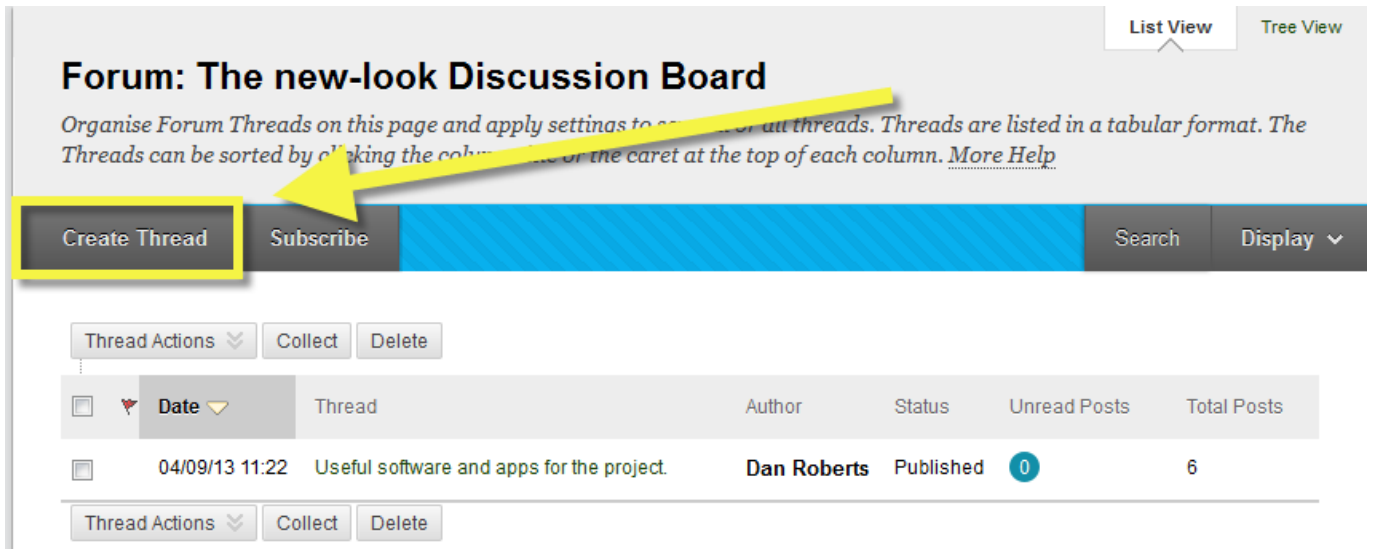 List View Tree View
Forum: The new-look Discussion Board
Organise Forum Threads on this page and apply settings to all threads. Threads are listed in a tabular format. The
Threads can be sorted by clicking the or the caret at the top of each column. More Help
Create Thread Subscribe Search Display
Thread Actions Collect Delete
Date Thread Author Status Unread Posts Total Posts
04/09/13 11:22 Useful software and apps for the project. Dan Roberts Published 0 6
Thread Actions Collect Delete